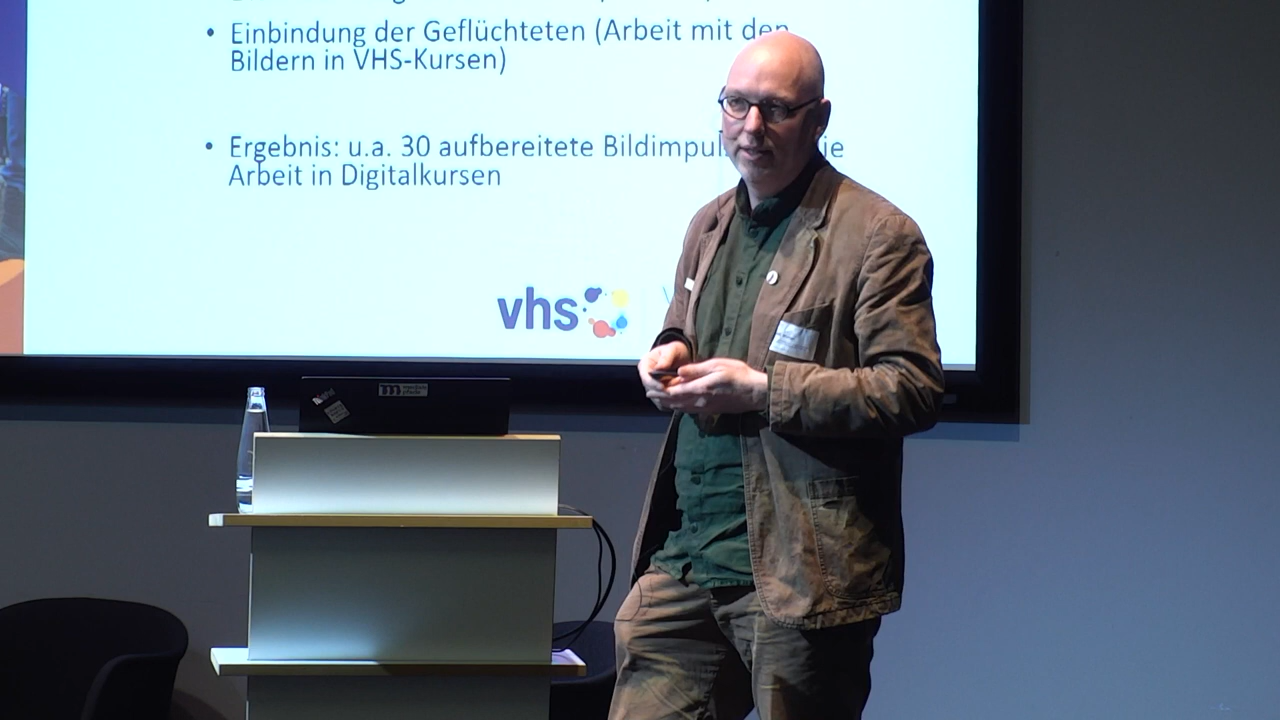 • Einbindung der Geflüchteten (Arbeit mit den
Bildern in VHS-Kursen)
• Ergebnis: u.a. 30 aufbereitete
Arbeit in Digitalkursen
vhs